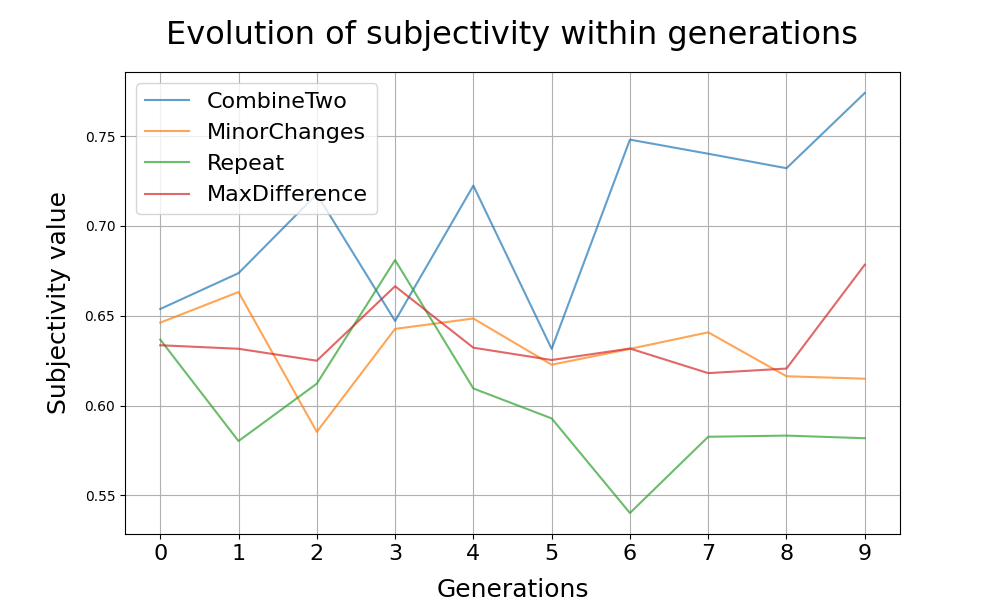 Evolution of subjectivity within generations
CombineTwo
MinorChanges
Repeat
MaxDifference
Subjectivity value
0.75
0.70
0.65
0.60
0.55
0 1 2 3 4 5 6 7 8 9
Generations